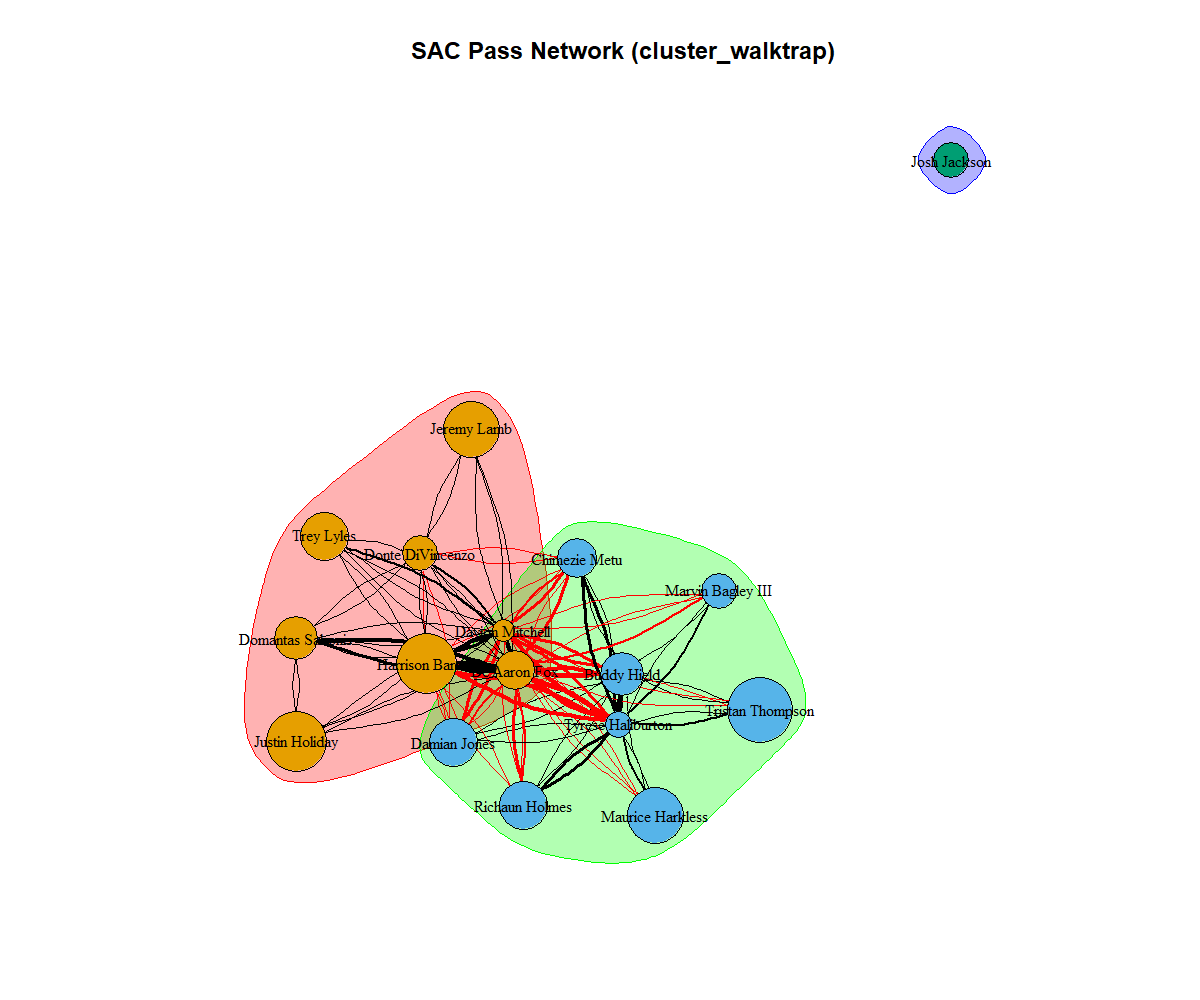 SAC Pass Network (cluster_walktrap)
Josh Jackson
Jeremy Lamb
Trey Lyles
Donte DiVincenzo
Chimezie Metu
Marvin Bagley III
Davion Mitchell
Domantas Sabonis
Harrison
Aaron Fox
Buddy Hield
Tristan Thompson
Tyrese Haliburton
Justin Holiday
Damian Jones
Richaun Holmes
Maurice Harkless